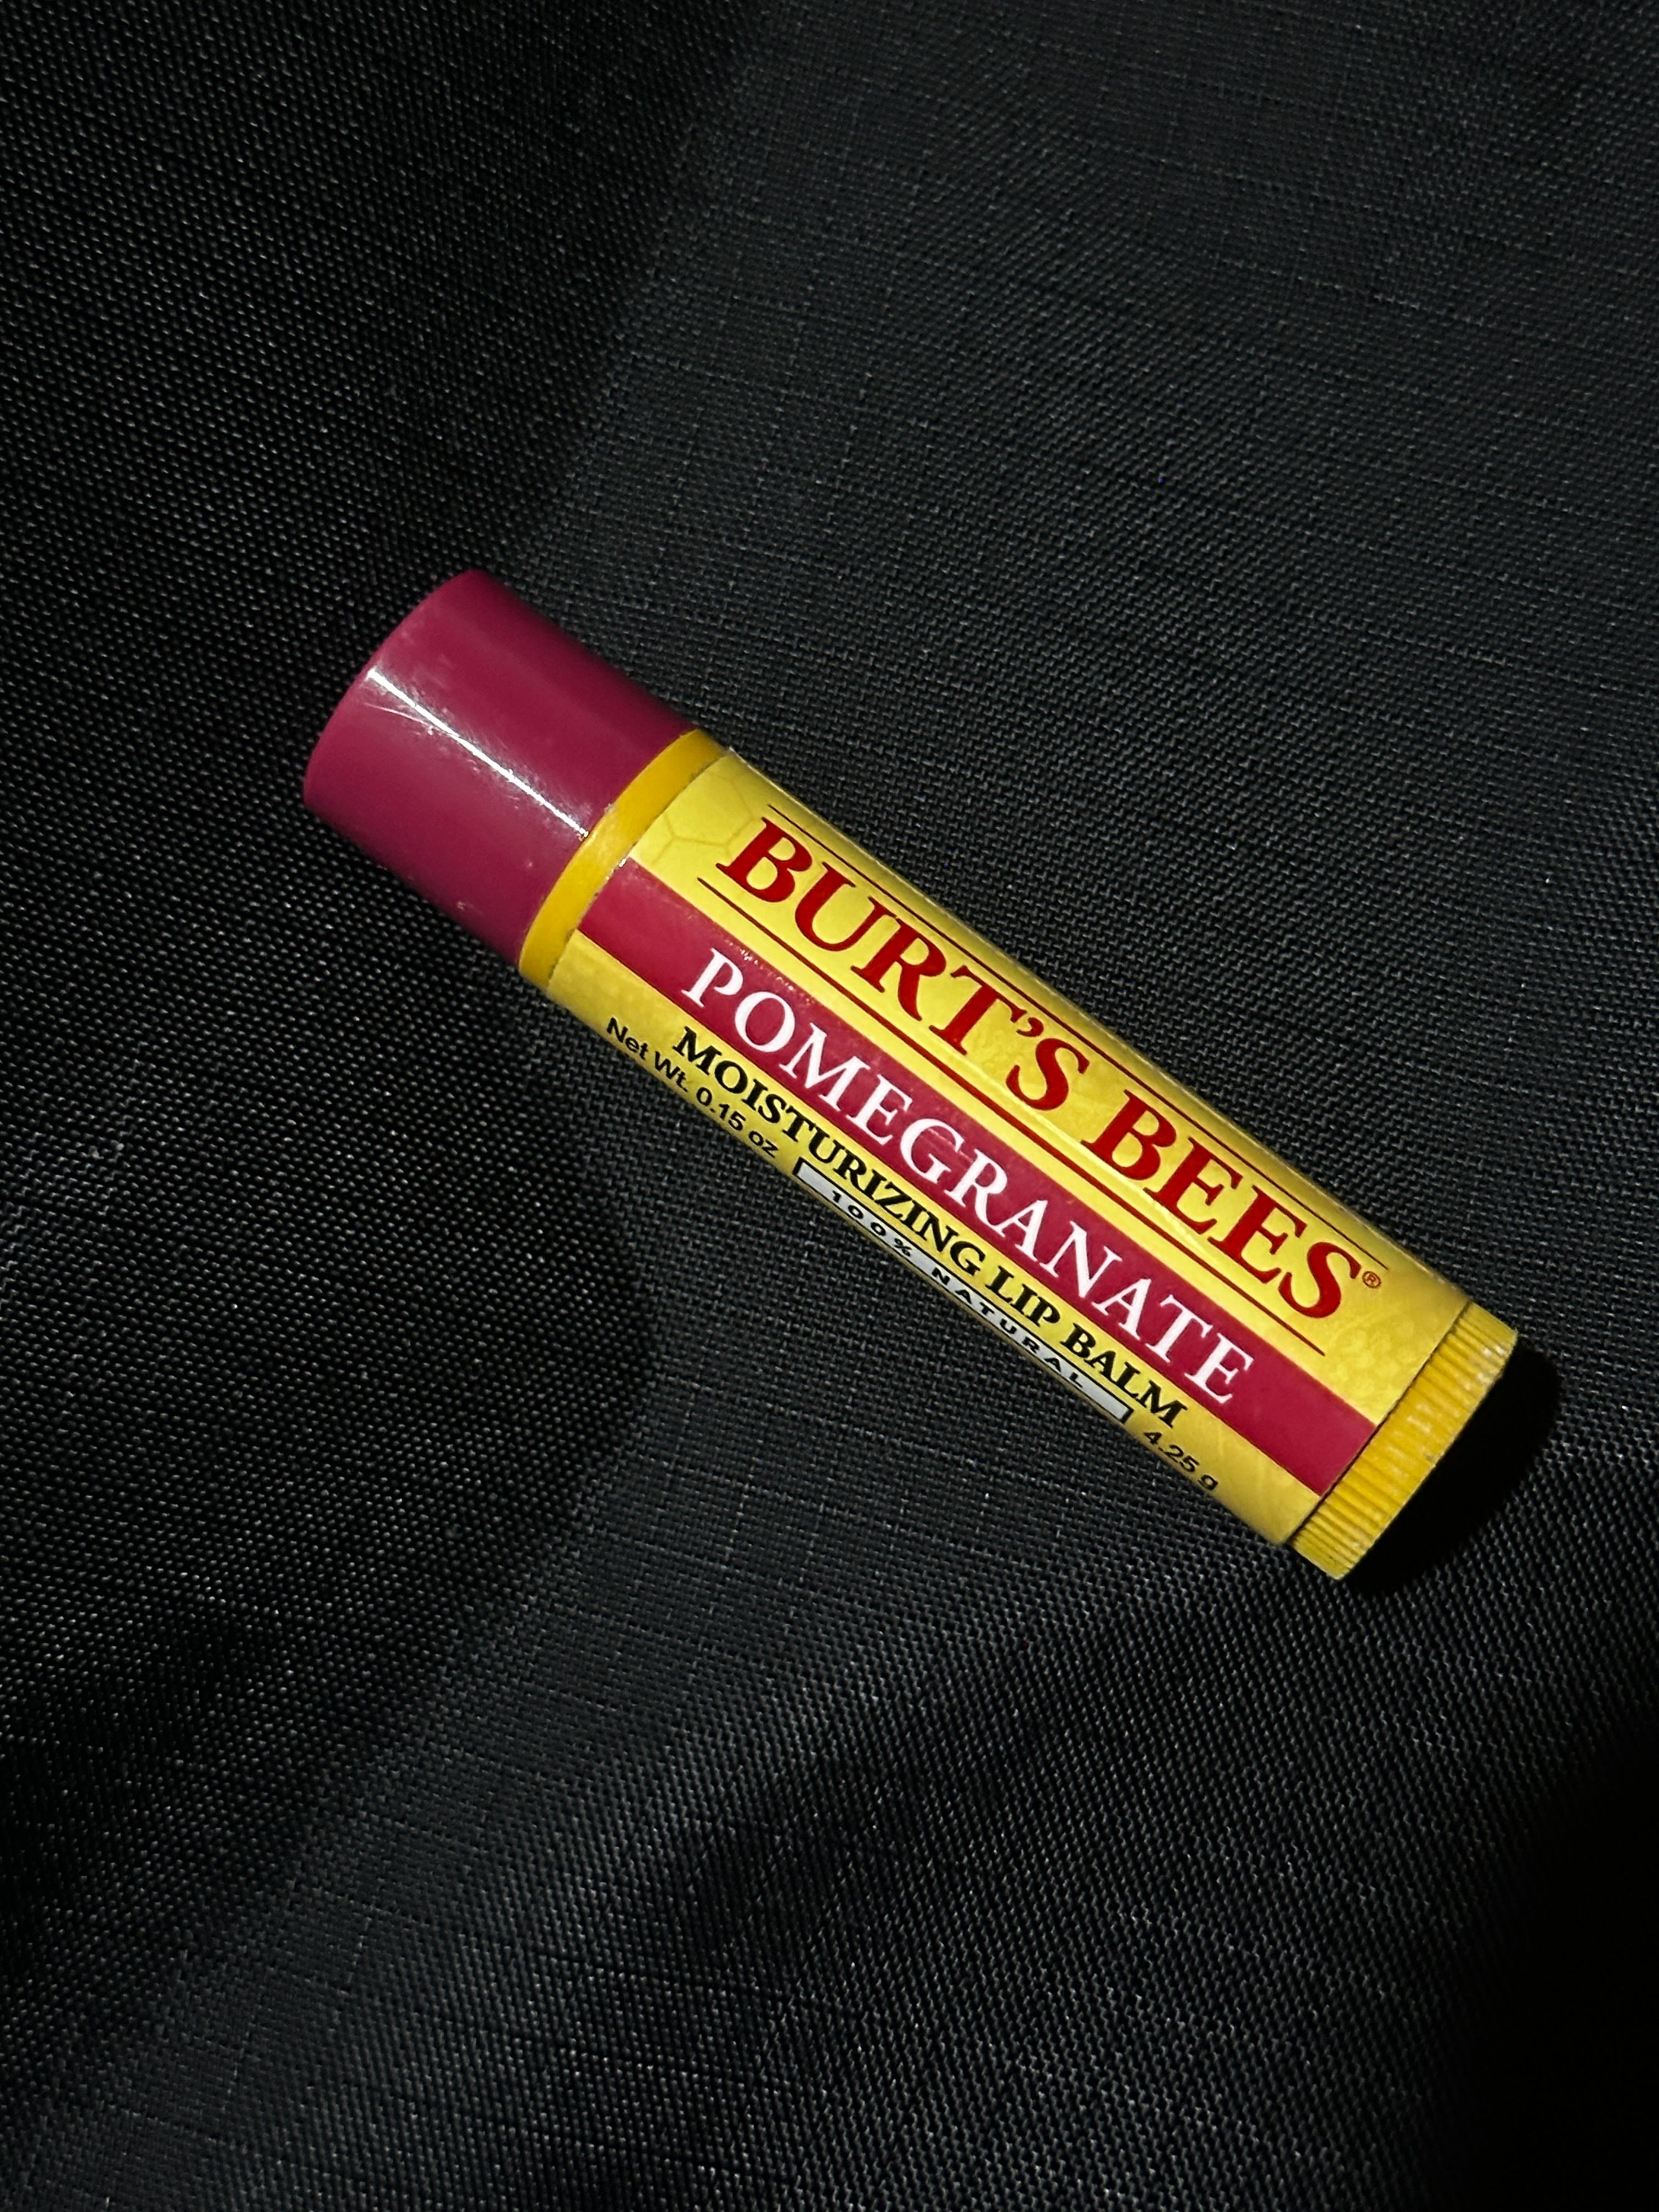 BURT'S BEES®
POMEGRANATE
MOISTURIZING LIP BALM
Net Wt. 0.15 oz 100% NATURAL 4.25 g